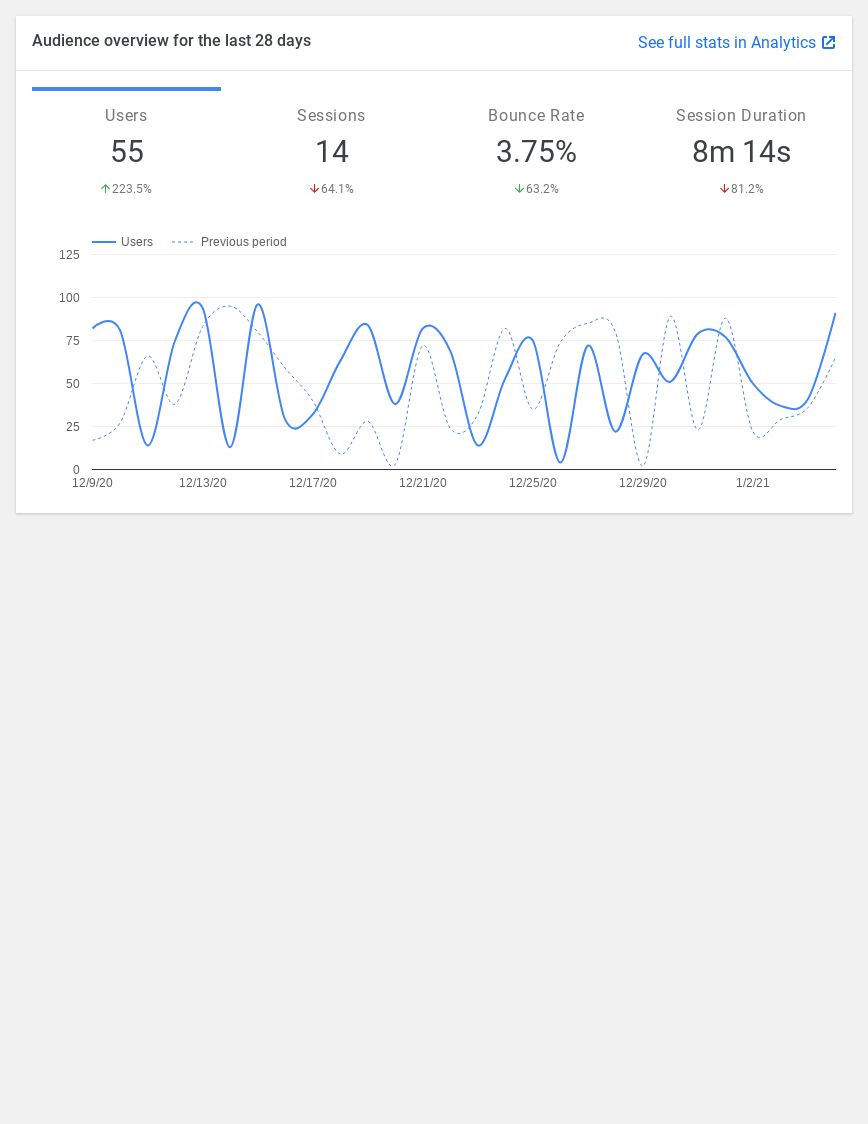 Audience overview for the last 28 days
See full stats in Analytics
Users
55
223.5%
Sessions
14
64.1%
Bounce Rate
3.75%
63.2%
Session Duration
8m 14s
81.2%
Users Previous period
125
100
75
50
25
0
12/9/20 12/13/20 12/17/20 12/21/20 12/25/20 12/29/20 1/2/21